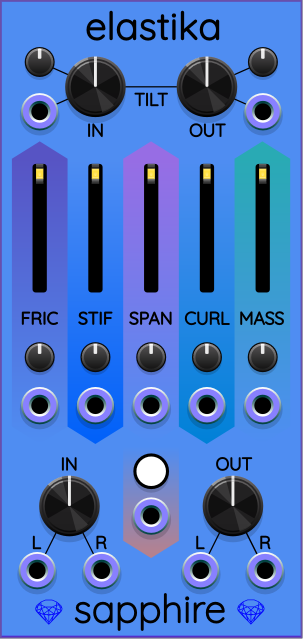 elastika
TILT
IN OUT
FRIC STIF SPAN CURL MASS
IN OUT
L R L R
sapphire